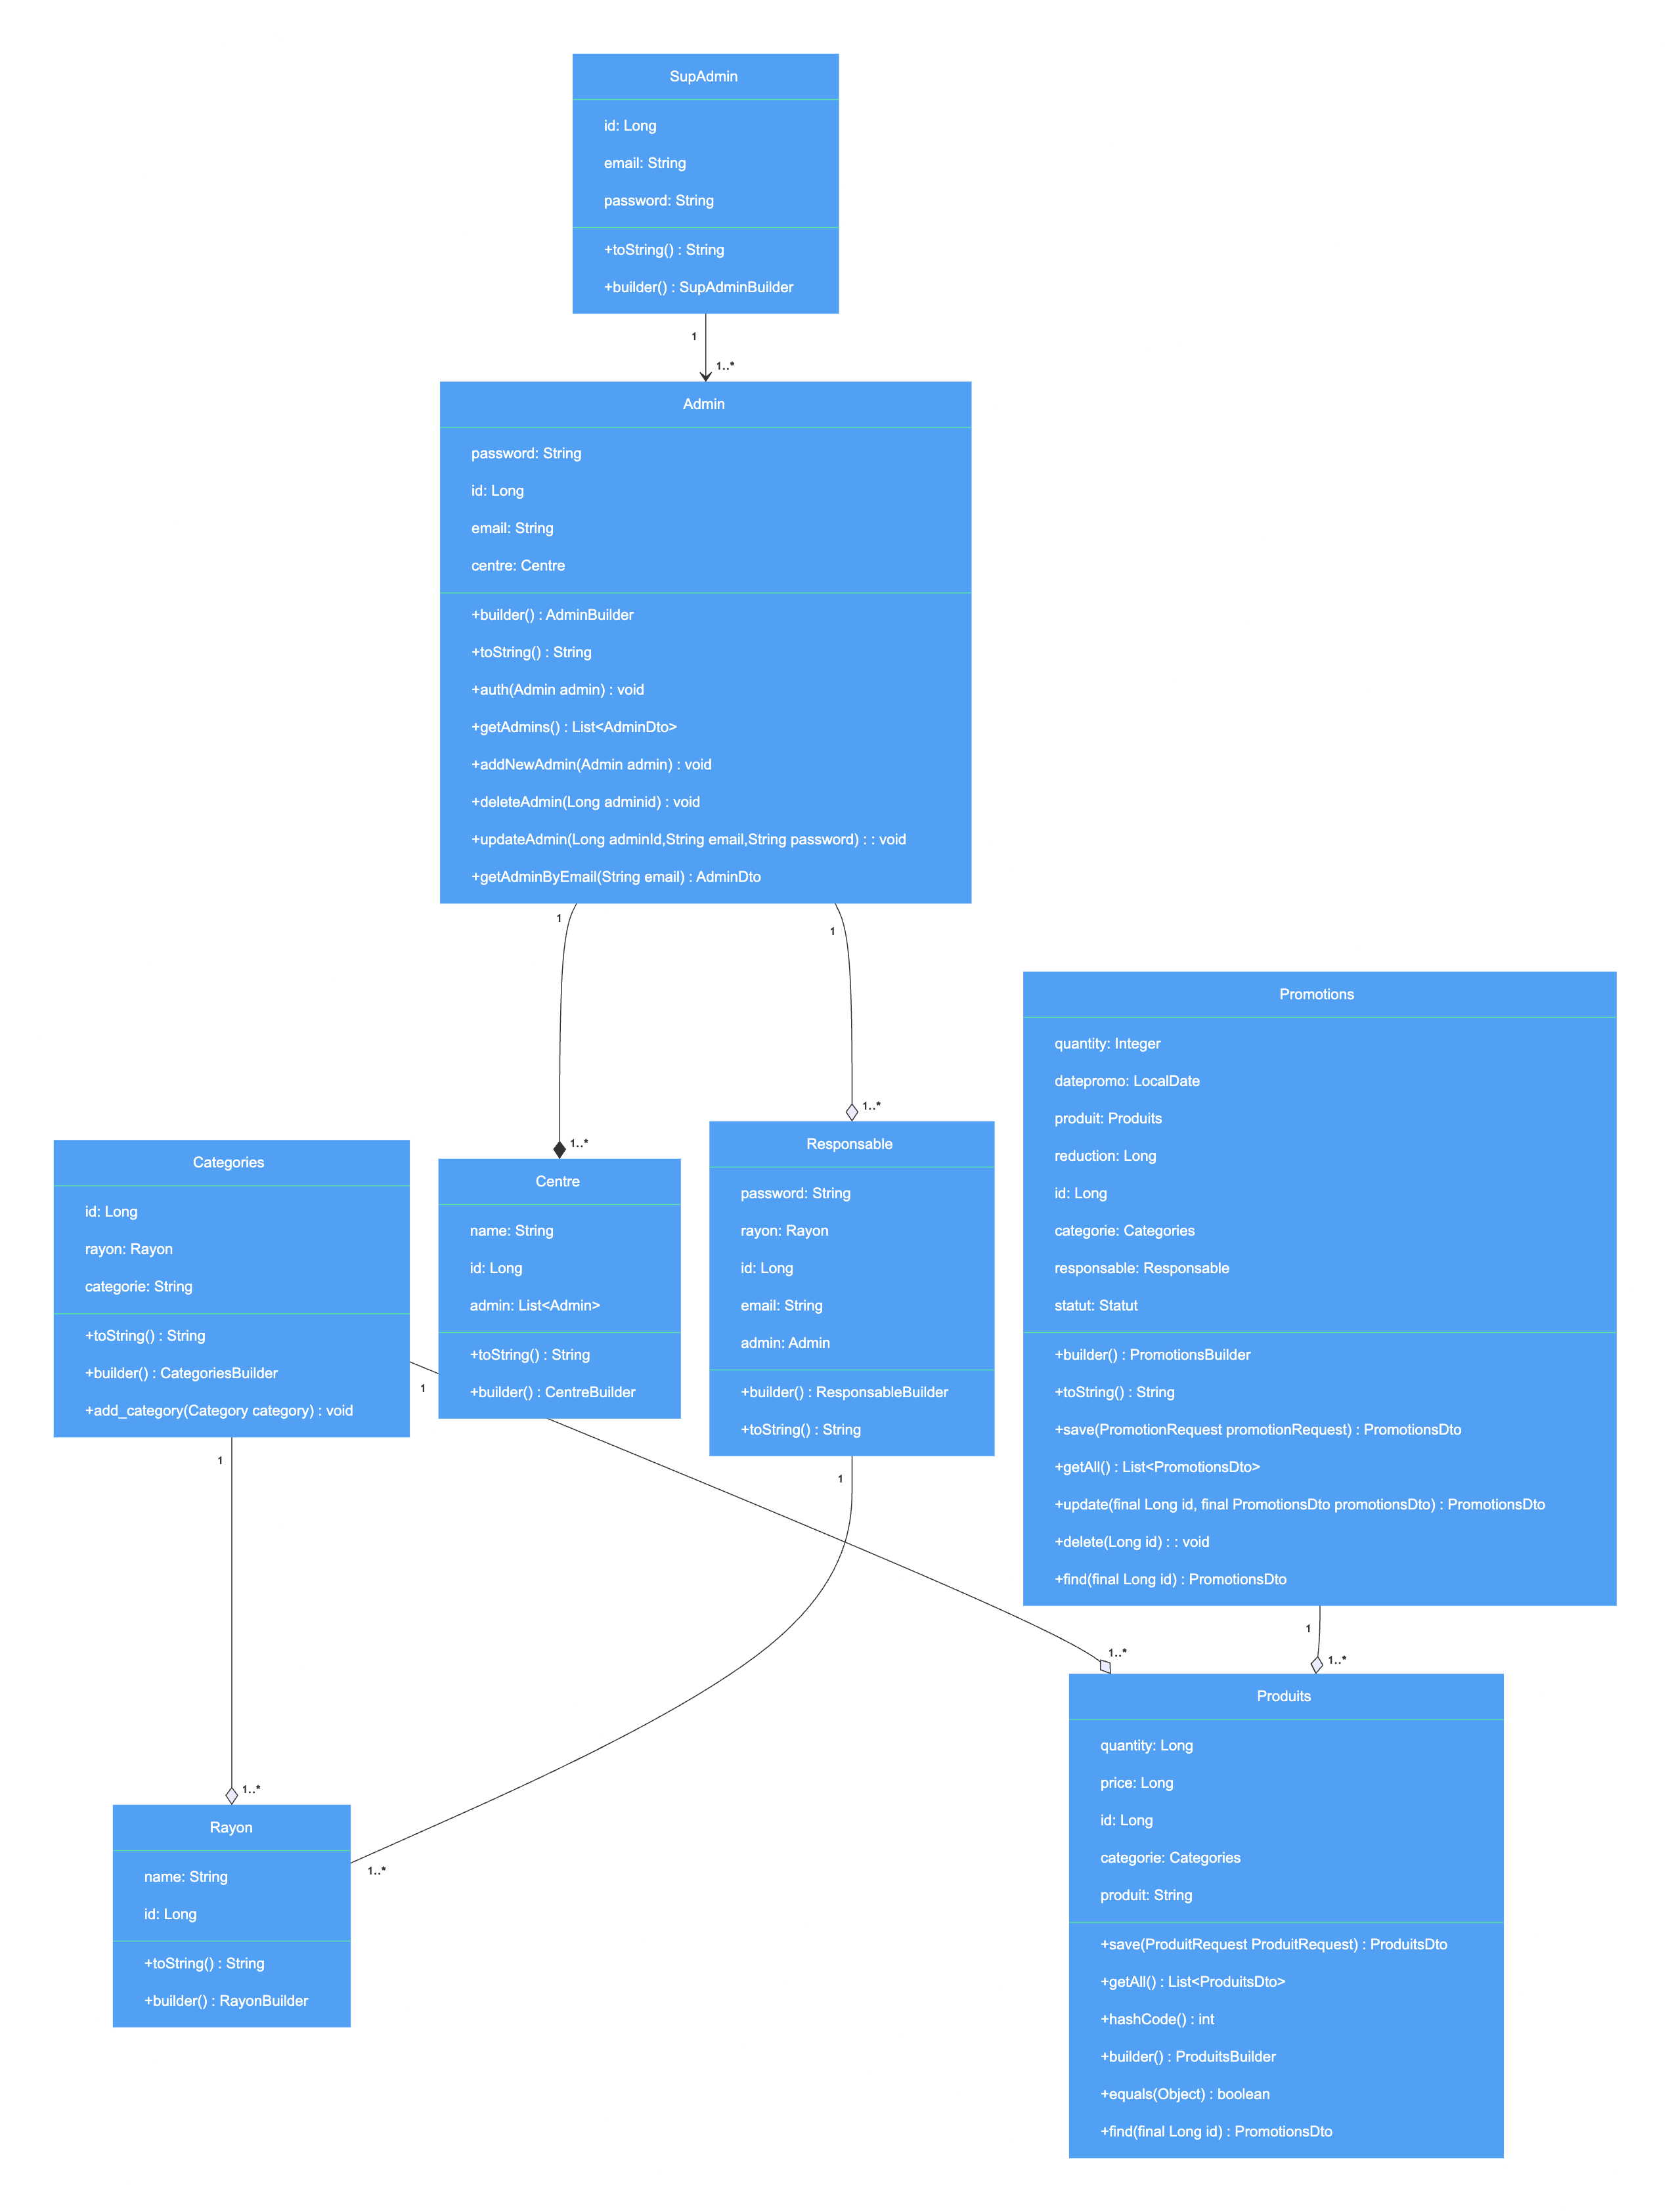 SupAdmin
id: Long
email: String
password: String
+toString() : String
+builder() : SupAdminBuilder
1
1..*
Admin
password: String
id: Long
email: String
centre: Centre
+builder() : AdminBuilder
+toString() : String
+auth(Admin admin) : void
+getAdmins() : List<AdminDto>
+addNewAdmin(Admin admin) : void
+deleteAdmin(Long adminid) : void
+updateAdmin(Long adminId,String email,String password) : : void
+getAdminByEmail(String email) : AdminDto
1
1
1..*
1..*
Categories
id: Long
rayon: Rayon
categorie: String
+toString() : String
+builder() : CategoriesBuilder
+add_category(Category category) : void
1
1
Centre
name: String
id: Long
admin: List<Admin>
+toString() : String
+builder() : CentreBuilder
Responsable
password: String
rayon: Rayon
id: Long
email: String
admin: Admin
+builder() : ResponsableBuilder
+toString() : String
1
Promotions
quantity: Integer
datepromo: LocalDate
produit: Produits
reduction: Long
id: Long
categorie: Categories
responsable: Responsable
statut: Statut
+builder() : PromotionsBuilder
+toString() : String
+save(PromotionRequest promotionRequest) : PromotionsDto
+getAll() : List<PromotionsDto>
+update(final Long id, final PromotionsDto promotionsDto) : PromotionsDto
+delete(Long id) : : void
+find(final Long id) : PromotionsDto
1
1..*
1..*
1..*
1..*
Rayon
name: String
id: Long
+toString() : String
+builder() : RayonBuilder
Produits
quantity: Long
price: Long
id: Long
categorie: Categories
produit: String
+save(ProduitRequest ProduitRequest) : ProduitsDto
+getAll() : List<ProduitsDto>
+hashCode() : int
+builder() : ProduitsBuilder
+equals(Object) : boolean
+find(final Long id) : PromotionsDto